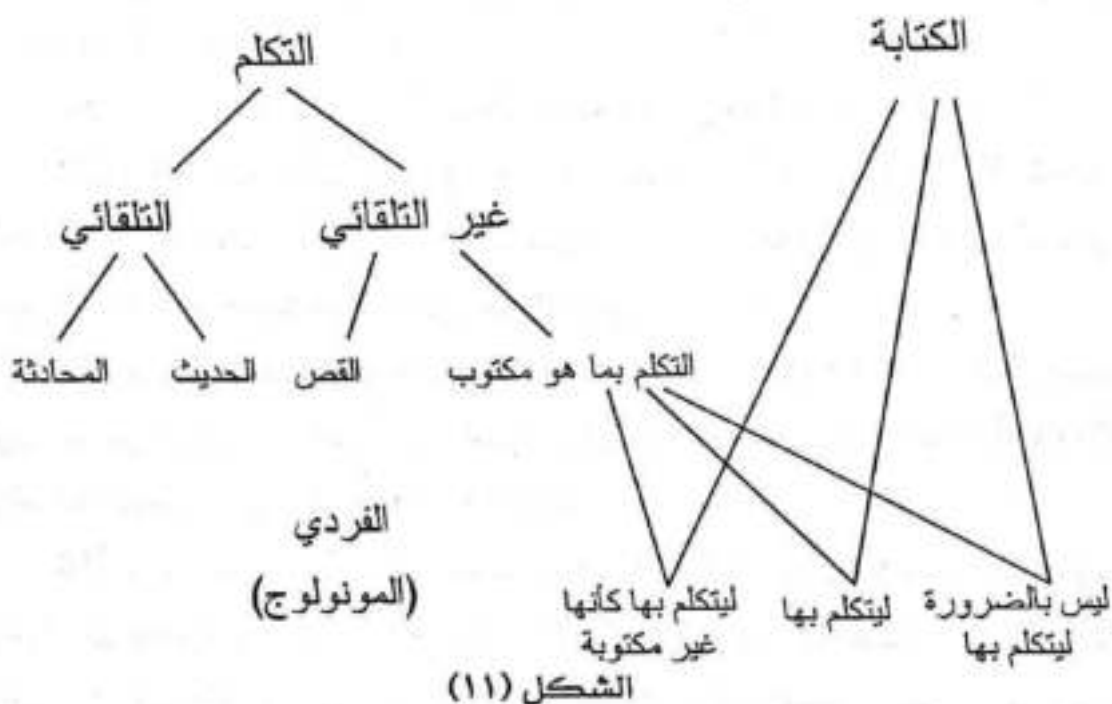 الكتابة
التكلم
غير التلقائي
التلقائي
التكلم بما هو مكتوب
القص
الحديث
المحادثة
الفردي
(المونولوج)
ليس بالضرورة
ليتكلم بها
ليتكلم بها
ليتكلم بها كأنها
غير مكتوبة
الشكل (١١)